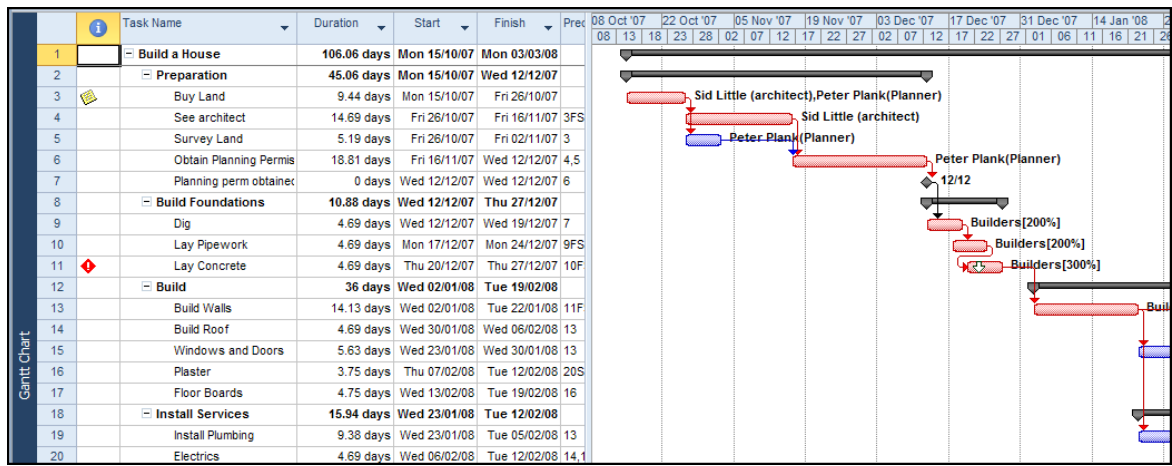 Task Name Duration Start Finish Pred 08 Oct '07 22 Oct '07 05 Nov '07 19 Nov '07 03 Dec '07 17 Dec '07 31 Dec '07 14 Jan '08 2
08 13 18 23 28 02 07 12 17 22 27 02 07 12 17 22 27 01 06 11 16 21 26
1 Build a House 106.06 days Mon 15/10/07 Mon 03/03/08
2 Preparation 45.06 days Mon 15/10/07 Wed 12/12/07
3 Buy Land 9.44 days Mon 15/10/07 Fri 26/10/07 Sid Little (architect),Peter Plank(Planner)
4 See architect 14.69 days Fri 26/10/07 Fri 16/11/07 3FS Sid Little (architect)
5 Survey Land 5.19 days Fri 26/10/07 Fri 02/11/07 3 Peter Plank(Planner)
6 Obtain Planning Permis 18.81 days Fri 16/11/07 Wed 12/12/07 4,5 Peter Plank(Planner)
7 Planning perm obtained 0 days Wed 12/12/07 Wed 12/12/07 6 12/12
8 Build Foundations 10.88 days Wed 12/12/07 Thu 27/12/07
9 Dig 4.69 days Wed 12/12/07 Wed 19/12/07 7 Builders[200%]
10 Lay Pipework 4.69 days Mon 17/12/07 Mon 24/12/07 9FS Builders[200%]
11 Lay Concrete 4.69 days Thu 20/12/07 Thu 27/12/07 10F Builders[300%]
12 Build 36 days Wed 02/01/08 Tue 19/02/08
13 Build Walls 14.13 days Wed 02/01/08 Tue 22/01/08 11F Buil
14 Build Roof 4.69 days Wed 30/01/08 Wed 06/02/08 13
15 Windows and Doors 5.63 days Wed 23/01/08 Wed 30/01/08 13
16 Plaster 3.75 days Thu 07/02/08 Tue 12/02/08 20S
17 Floor Boards 4.75 days Wed 13/02/08 Tue 19/02/08 16
18 Install Services 15.94 days Wed 23/01/08 Tue 12/02/08
19 Install Plumbing 9.38 days Wed 23/01/08 Tue 05/02/08 13
20 Electrics 4.69 days Wed 06/02/08 Tue 12/02/08 14,1
Gantt Chart